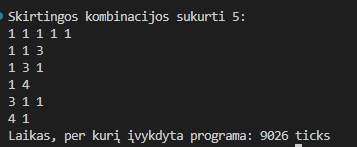 Skirtingos kombinacijos sukurti 5:
1 1 1 1 1
1 1 3
1 3 1
1 4
3 1 1
4 1
Laikas, per kurį įvykdyta programa: 9026 ticks